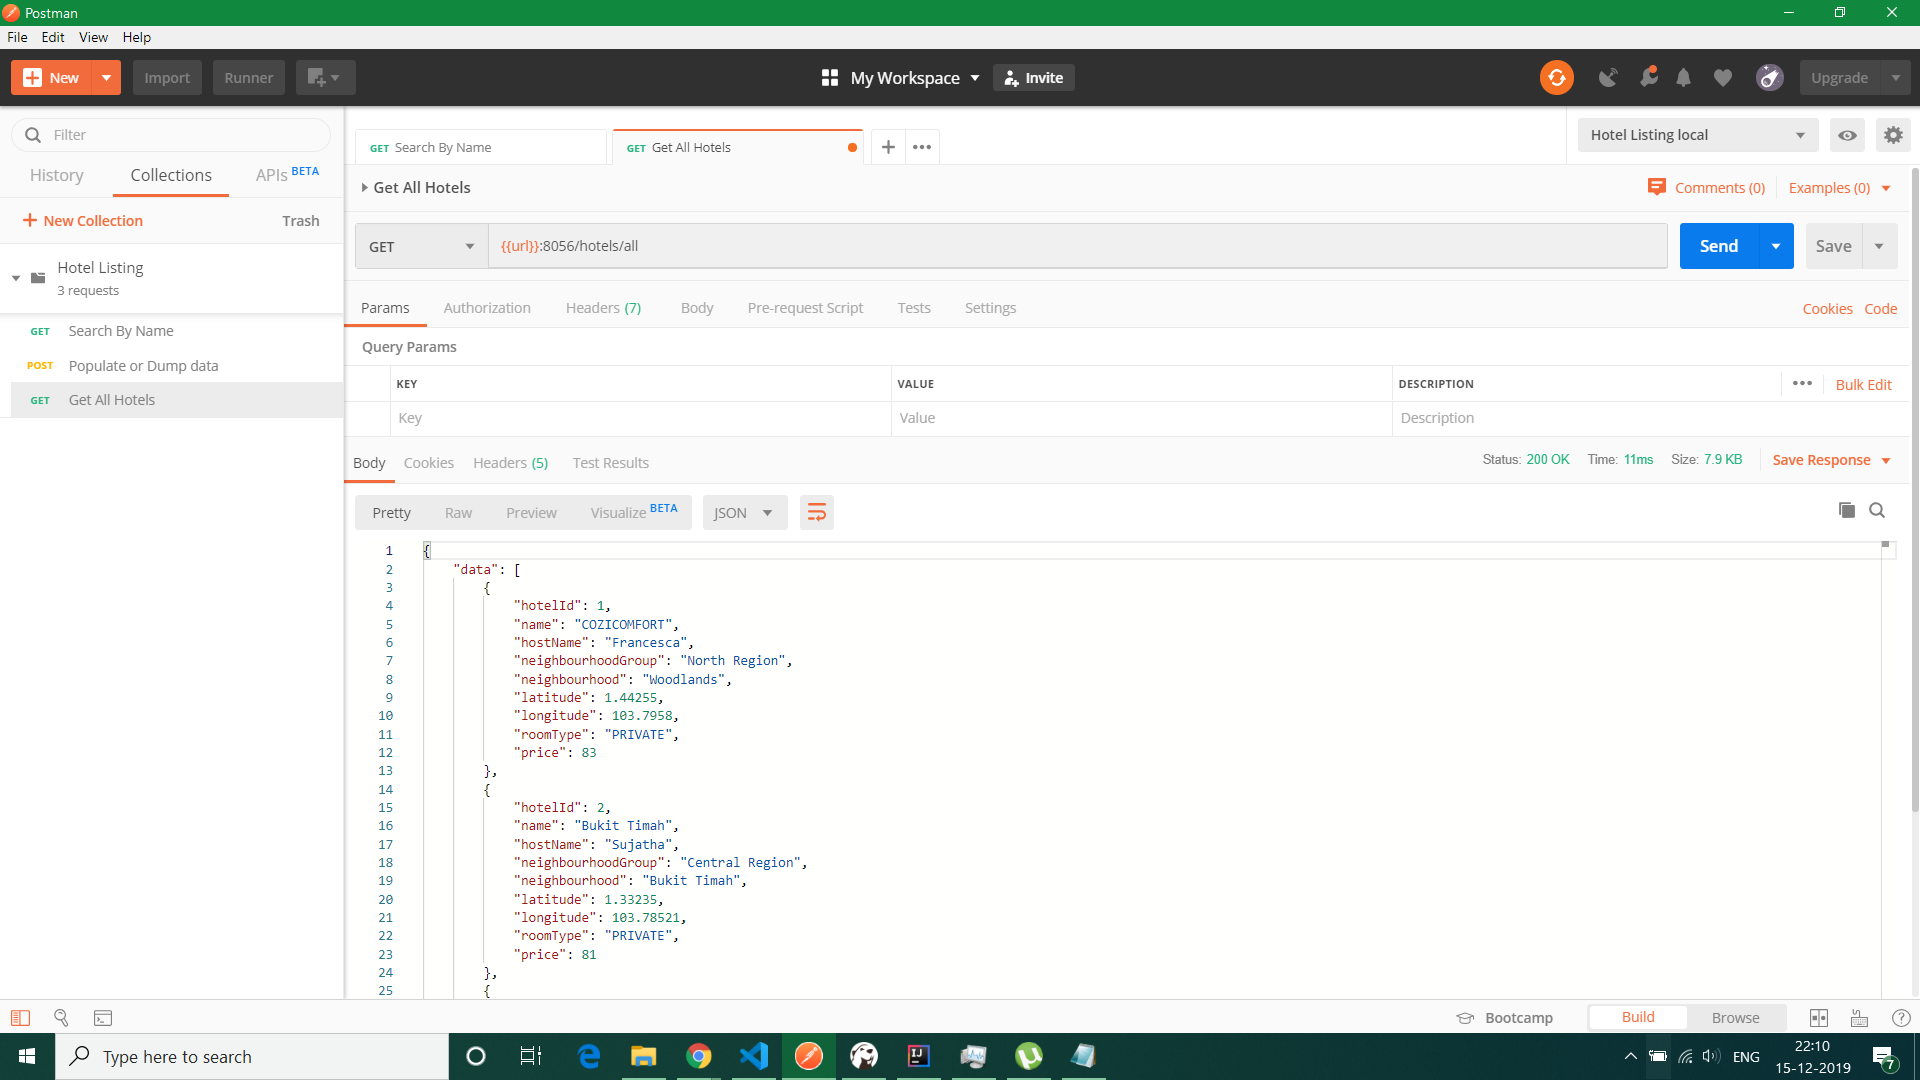 Postman
File Edit View Help
New Import Runner My Workspace Invite Upgrade
Filter
History Collections APIs BETA
+ New Collection Trash
Hotel Listing
3 requests
GET Search By Name
POST Populate or Dump data
GET Get All Hotels
GET Search By Name GET Get All Hotels + ••• Hotel Listing local
Get All Hotels Comments (0) Examples (0)
GET {{url}}:8056/hotels/all Send Save
Params Authorization Headers (7) Body Pre-request Script Tests Settings Cookies Code
Query Params
KEY VALUE DESCRIPTION ••• Bulk Edit
Key Value Description
Body Cookies Headers (5) Test Results Status: 200 OK Time: 11ms Size: 7.9 KB Save Response
Pretty Raw Preview Visualize BETA JSON
1 {
2 "data": [
3 {
4 "hotelId": 1,
5 "name": "COZICOMFORT",
6 "hostName": "Francesca",
7 "neighbourhoodGroup": "North Region",
8 "neighbourhood": "Woodlands",
9 "latitude": 1.44255,
10 "longitude": 103.7958,
11 "roomType": "PRIVATE",
12 "price": 83
13 },
14 {
15 "hotelId": 2,
16 "name": "Bukit Timah",
17 "hostName": "Sujatha",
18 "neighbourhoodGroup": "Central Region",
19 "neighbourhood": "Bukit Timah",
20 "latitude": 1.33235,
21 "longitude": 103.78521,
22 "roomType": "PRIVATE",
23 "price": 81
24 },
25 {
Bootcamp Build Browse
Type here to search IJ ENG 22:10
15-12-2019 7